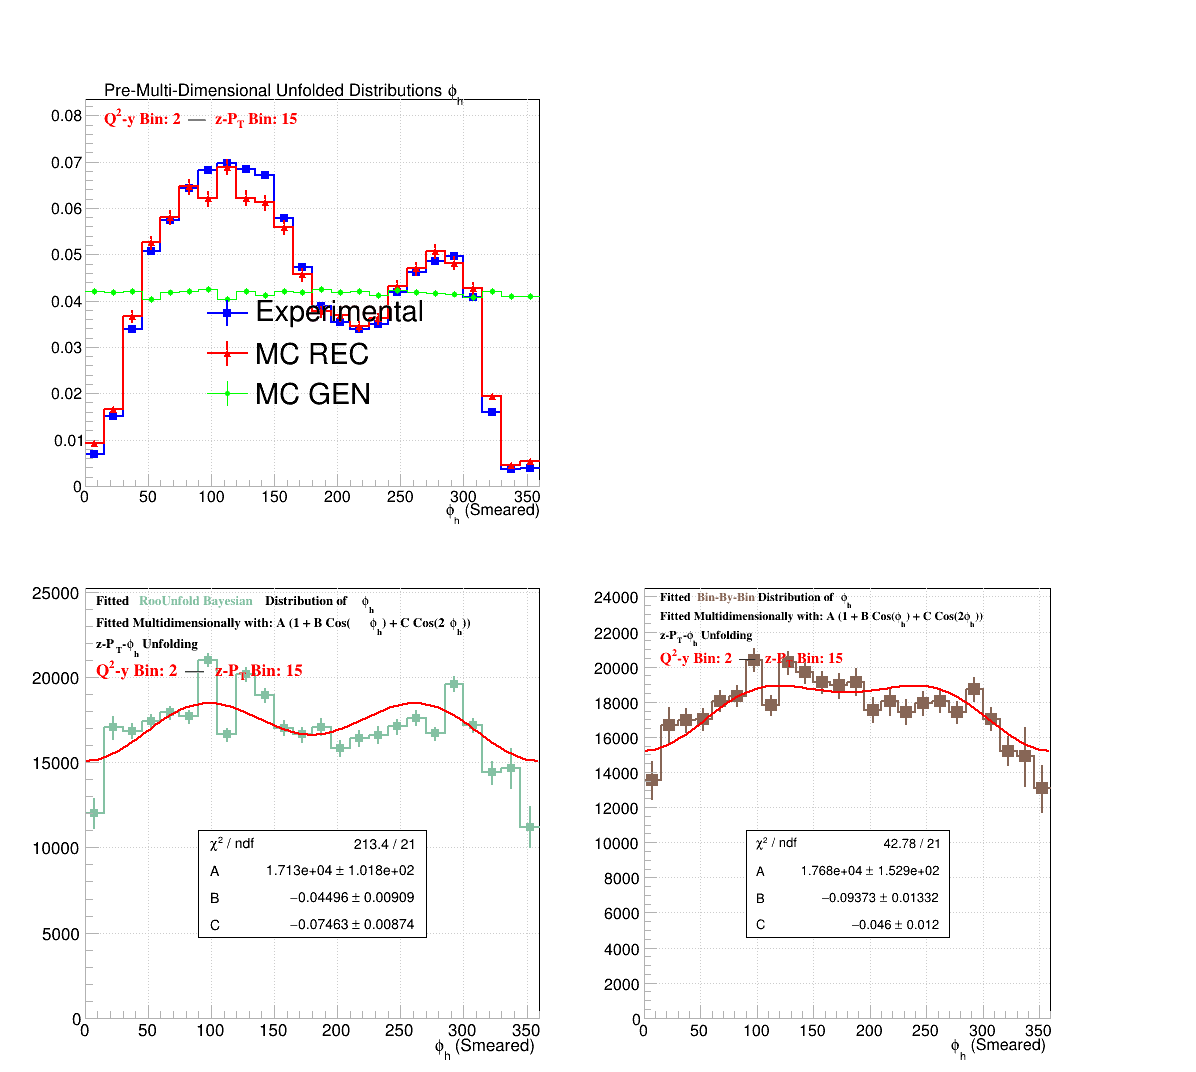 Pre-Multi-Dimensional Unfolded Distributions ϕh
Q2-y Bin: 2 — z-PT Bin: 15
0.08
0.07
0.06
0.05
0.04
0.03
0.02
0.01
0
Experimental
MC REC
MC GEN
0 50 100 150 200 250 300 350
ϕh (Smeared)
Fitted RooUnfold Bayesian Distribution of ϕh
Fitted Multidimensionally with: A (1 + B Cos( ϕh) + C Cos(2 ϕh))
z-PT-ϕh Unfolding
Q2-y Bin: 2 — z-PT Bin: 15
25000
20000
15000
10000
5000
0
χ2 / ndf 213.4 / 21
A 1.713e+04 ± 1.018e+02
B −0.04496 ± 0.00909
C −0.07463 ± 0.00874
0 50 100 150 200 250 300 350
ϕh (Smeared)
Fitted Bin-By-Bin Distribution of ϕh
Fitted Multidimensionally with: A (1 + B Cos(ϕh) + C Cos(2ϕh))
z-PT-ϕh Unfolding
Q2-y Bin: 2 — z-PT Bin: 15
24000
22000
20000
18000
16000
14000
12000
10000
8000
6000
4000
2000
0
χ2 / ndf 42.78 / 21
A 1.768e+04 ± 1.529e+02
B −0.09373 ± 0.01332
C −0.046 ± 0.012
0 50 100 150 200 250 300 350
ϕh (Smeared)